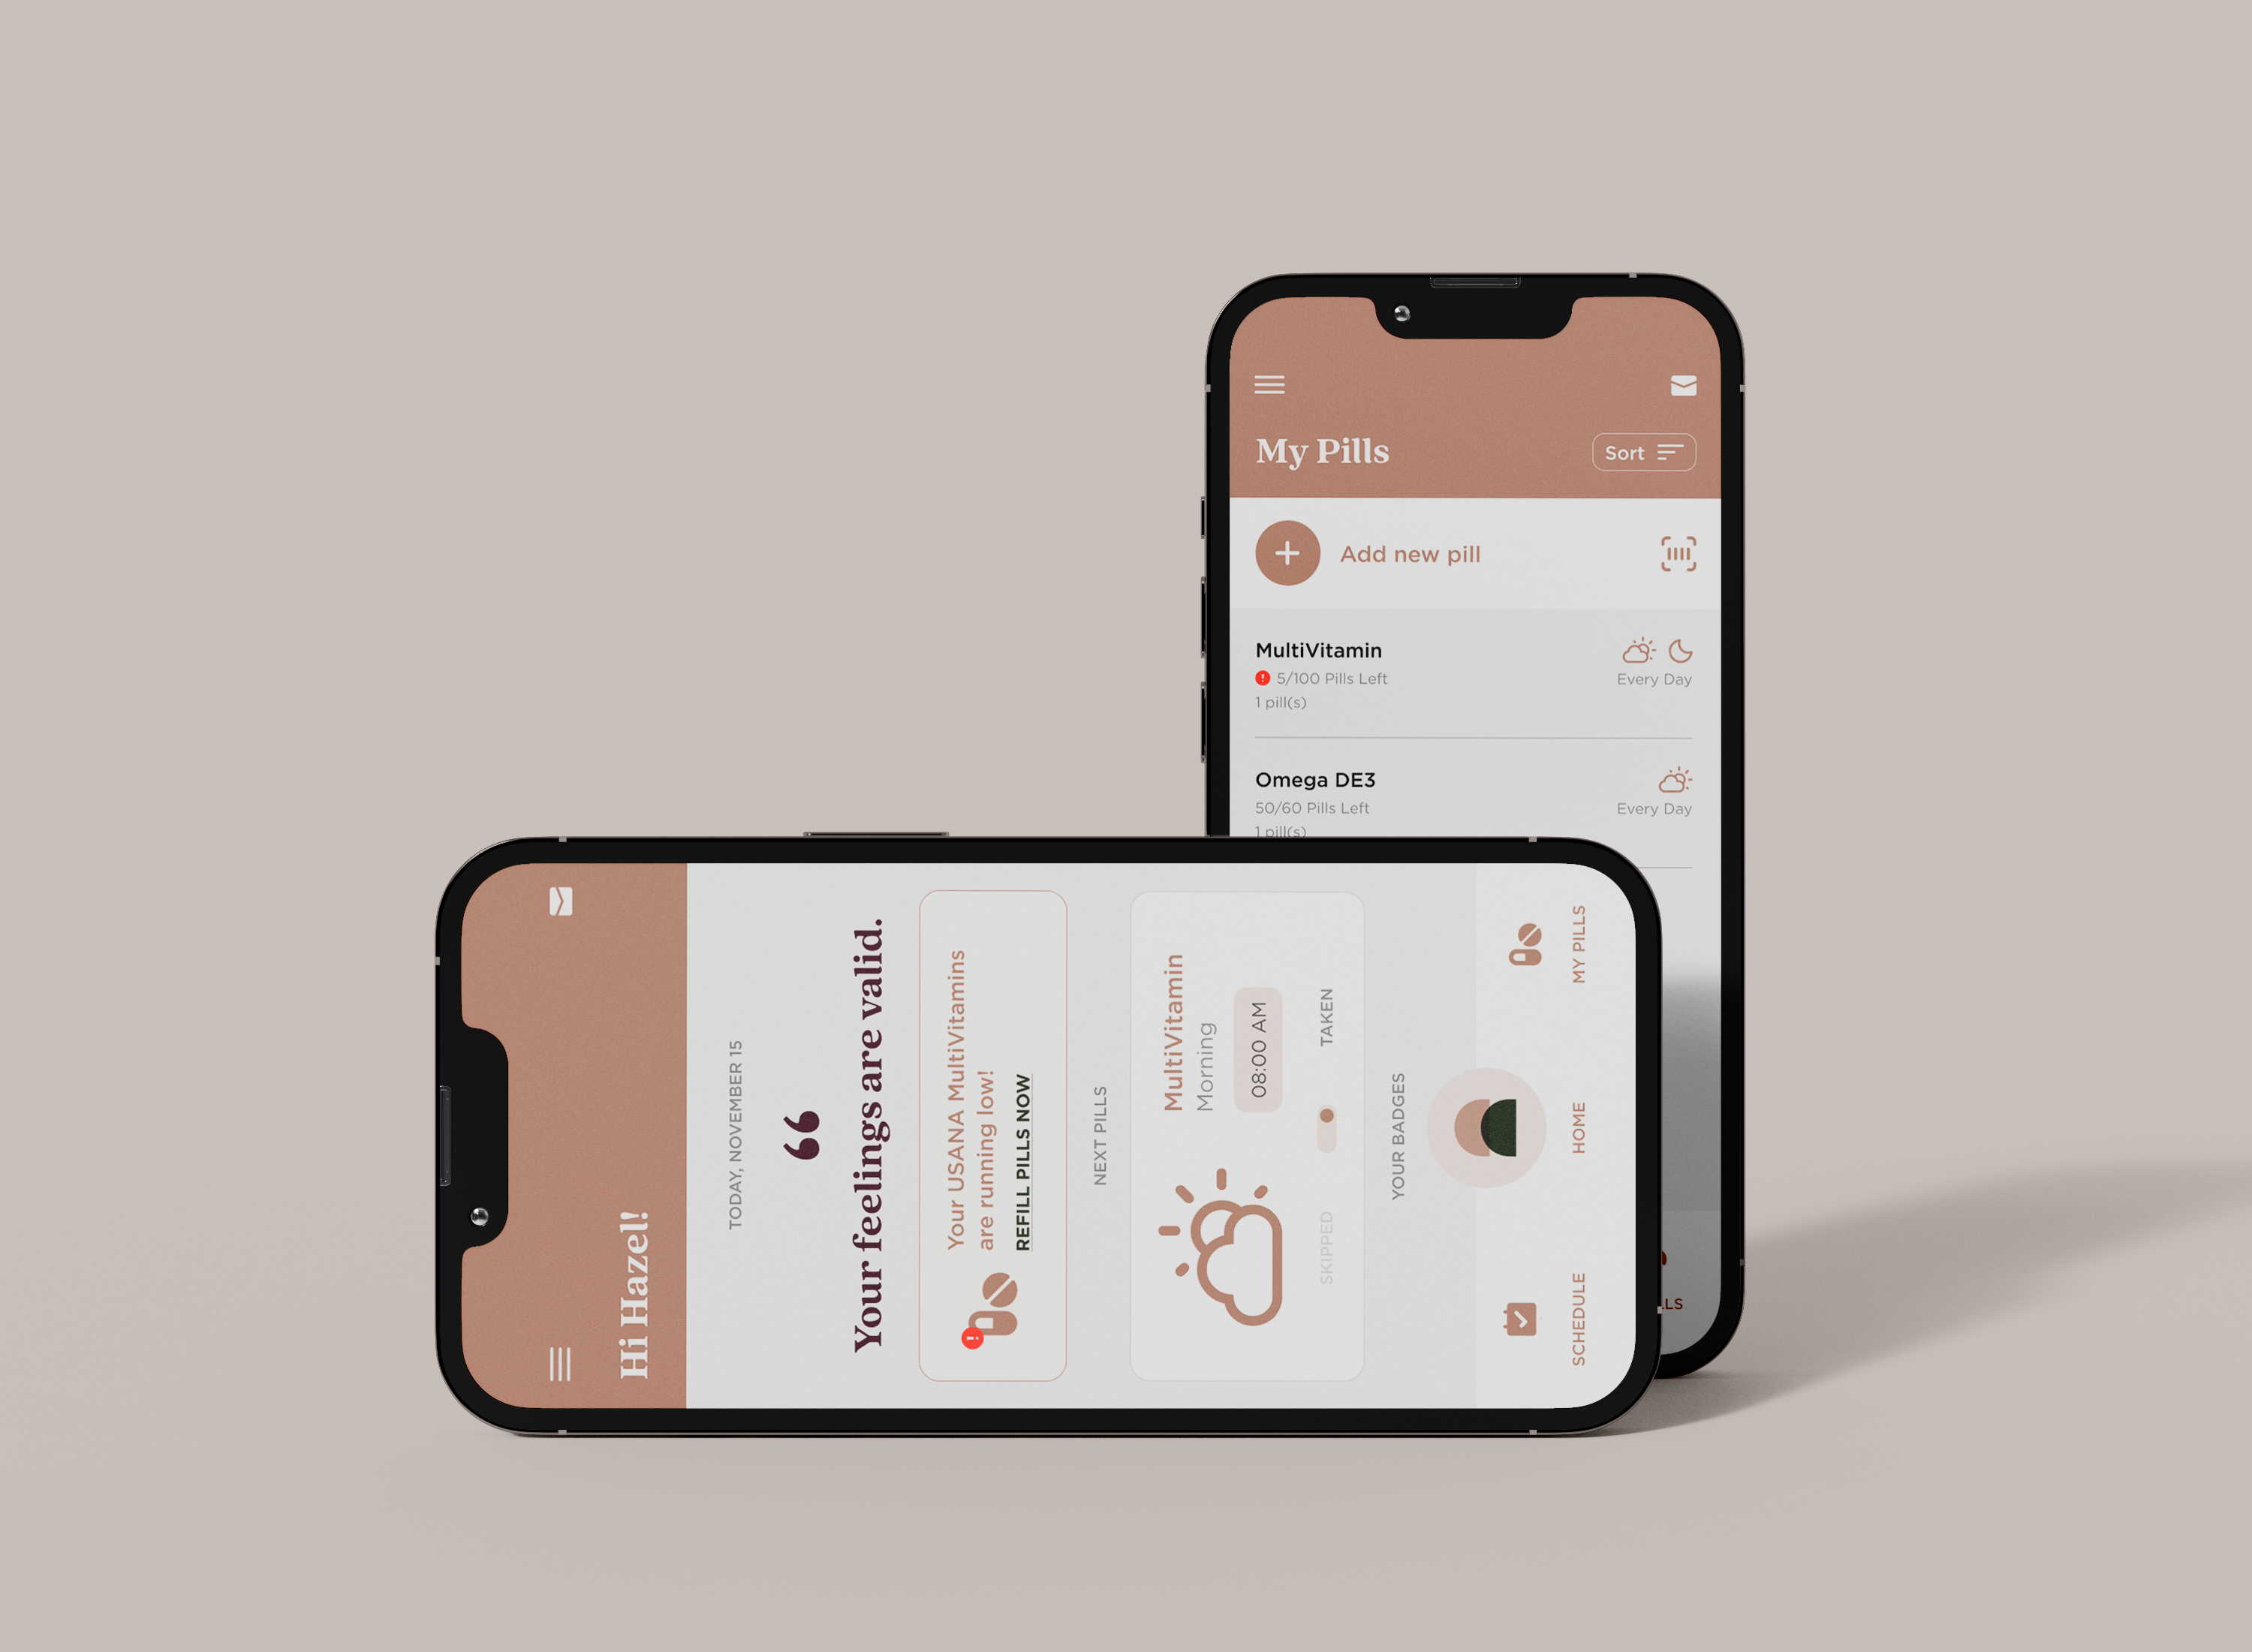 My Pills
Sort
Add new pill
MultiVitamin
5/100 Pills Left
Every Day
1 pill(s)
Omega DE3
50/60 Pills Left
Every Day
1 pill(s)
LS
Hi Hazel!
TODAY, NOVEMBER 15
“
Your feelings are valid.
Your USANA MultiVitamins
are running low!
REFILL PILLS NOW
NEXT PILLS
MultiVitamin
Morning
08:00 AM
SKIPPED
TAKEN
YOUR BADGES
SCHEDULE
HOME
MY PILLS